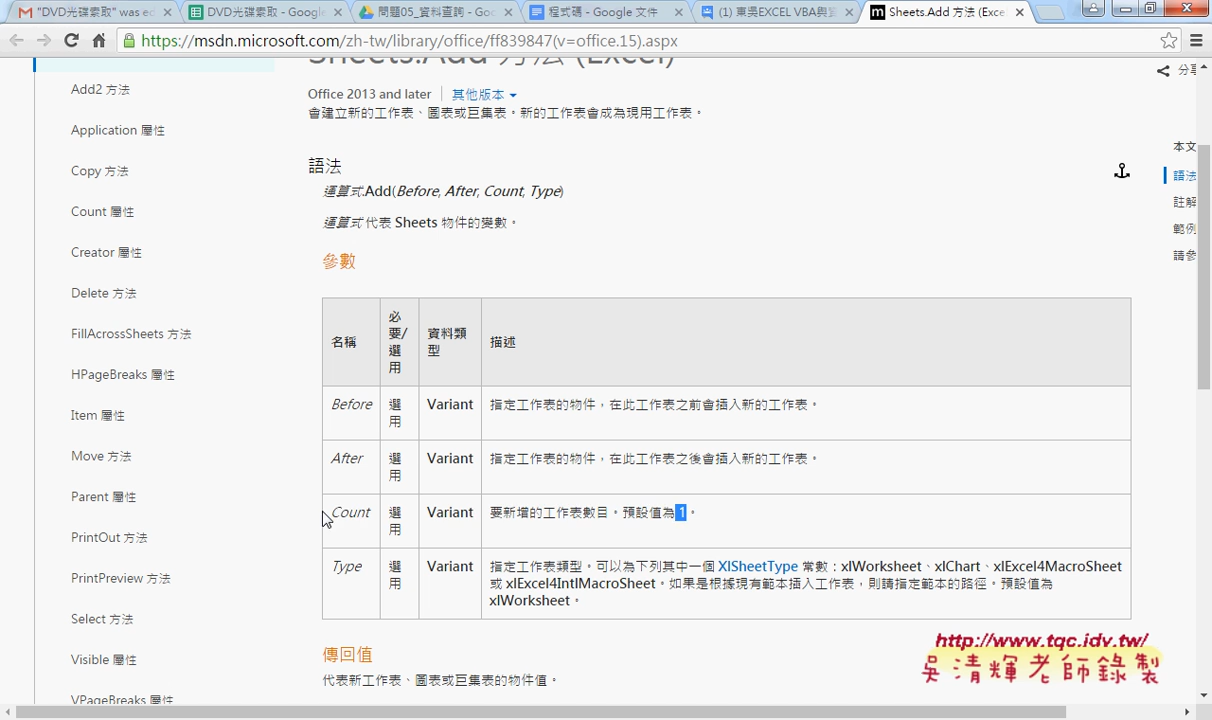 "DVD光碟索取" was ec
DVD光碟索取 - Google
問題05_資料查詢 - Goo
程式碼 - Google 文件
(1) 東吳EXCEL VBA與資
Sheets.Add 方法 (Exce
https://msdn.microsoft.com/zh-tw/library/office/ff839847(v=office.15).aspx
Sheets.Add 方法 (Excel)
分享
Office 2013 and later
其他版本
會建立新的工作表、圖表或巨集表。新的工作表會成為現用工作表。
Add2 方法
Application 屬性
Copy 方法
Count 屬性
Creator 屬性
Delete 方法
FillAcrossSheets 方法
HPageBreaks 屬性
Item 屬性
Move 方法
Parent 屬性
PrintOut 方法
PrintPreview 方法
Select 方法
Visible 屬性
VPageBreaks 屬性
語法
運算式.Add(Before, After, Count, Type)
運算式 代表 Sheets 物件的變數。
參數
名稱
必要/選用
資料類型
描述
Before
選用
Variant
指定工作表的物件，在此工作表之前會插入新的工作表。
After
選用
Variant
指定工作表的物件，在此工作表之後會插入新的工作表。
Count
選用
Variant
要新增的工作表數目。預設值為 1。
Type
選用
Variant
指定工作表類型。可以為下列其中一個 XlSheetType 常數：xlWorksheet、xlChart、xlExcel4MacroSheet
或 xlExcel4IntlMacroSheet。如果是根據現有範本插入工作表，則請指定範本的路徑。預設值為
xlWorksheet。
傳回值
代表新工作表、圖表或巨集表的物件值。
本文
語法
註解
範例
請參
http://www.tqc.idv.tw/
吳清輝老師錄製